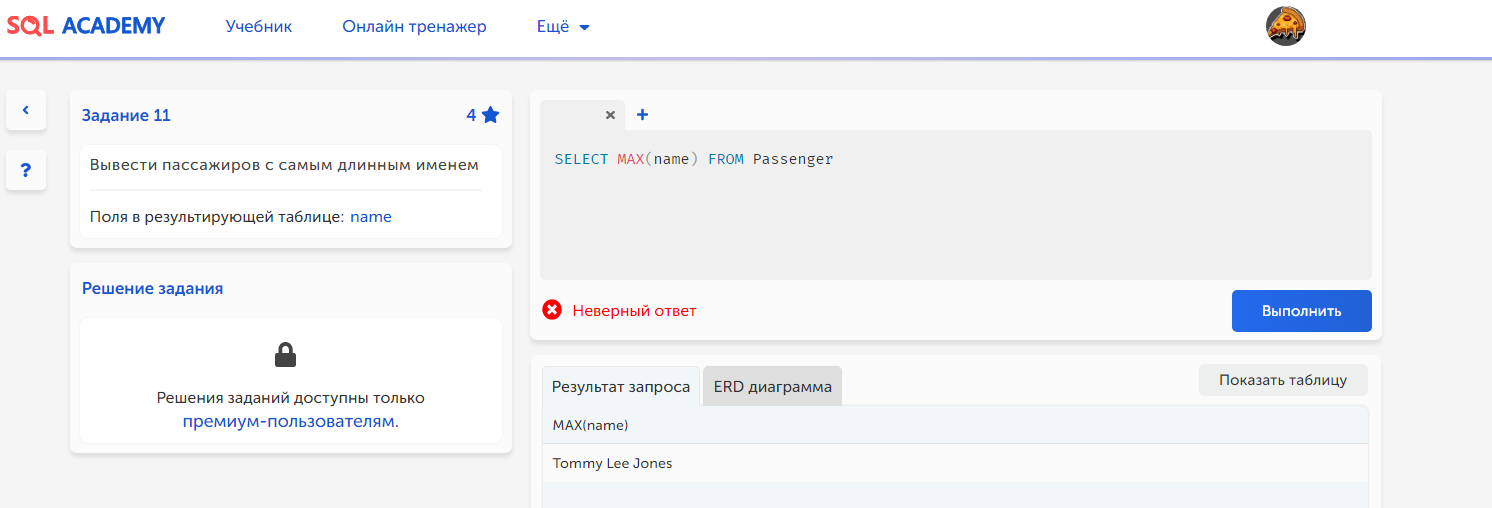 SQL ACADEMY
Учебник
Онлайн тренажер
Ещё
Задание 11
4
Вывести пассажиров с самым длинным именем
Поля в результирующей таблице: name
Решение задания
Решения заданий доступны только
премиум-пользователям.
SELECT MAX(name) FROM Passenger
Неверный ответ
Выполнить
Результат запроса
ERD диаграмма
Показать таблицу
MAX(name)
Tommy Lee Jones